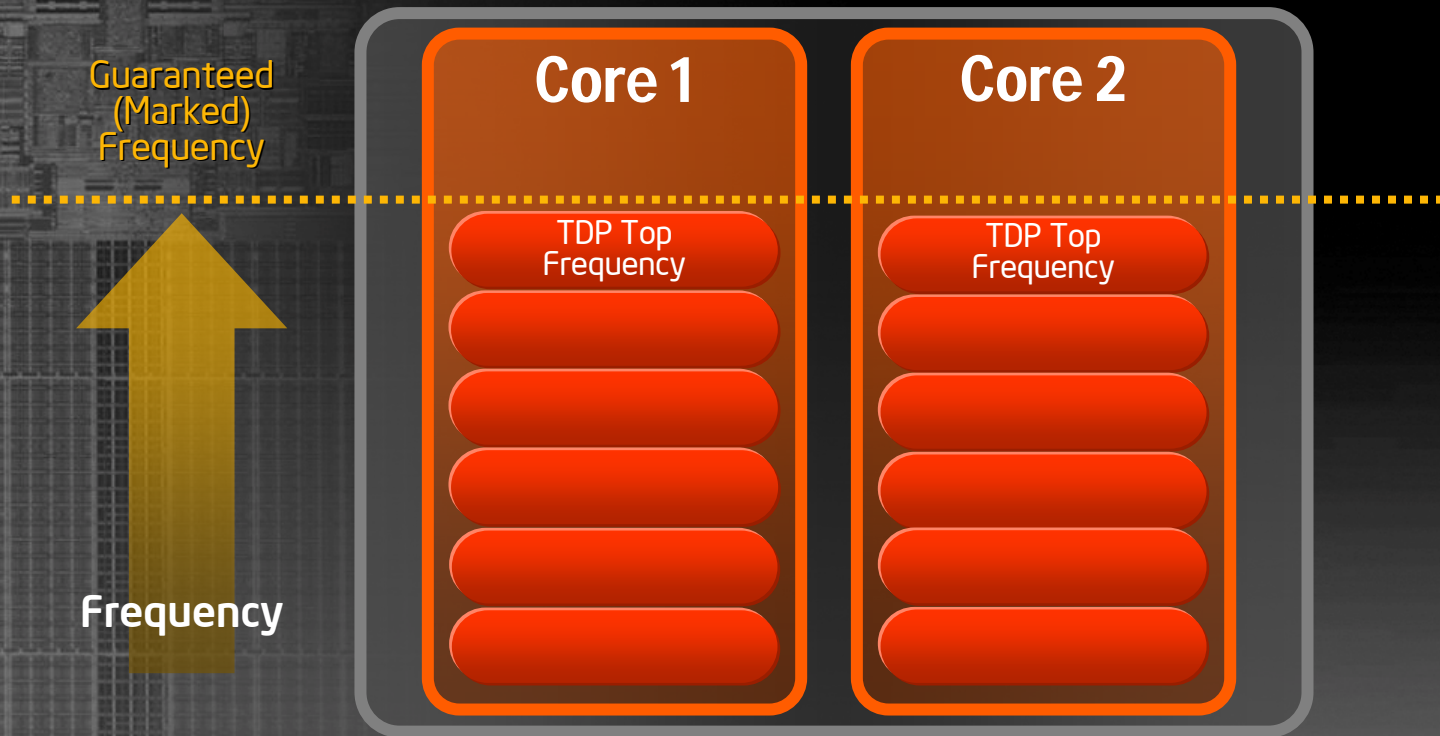 Guaranteed
(Marked)
Frequency
Core 1
Core 2
TDP Top
Frequency
TDP Top
Frequency
Frequency